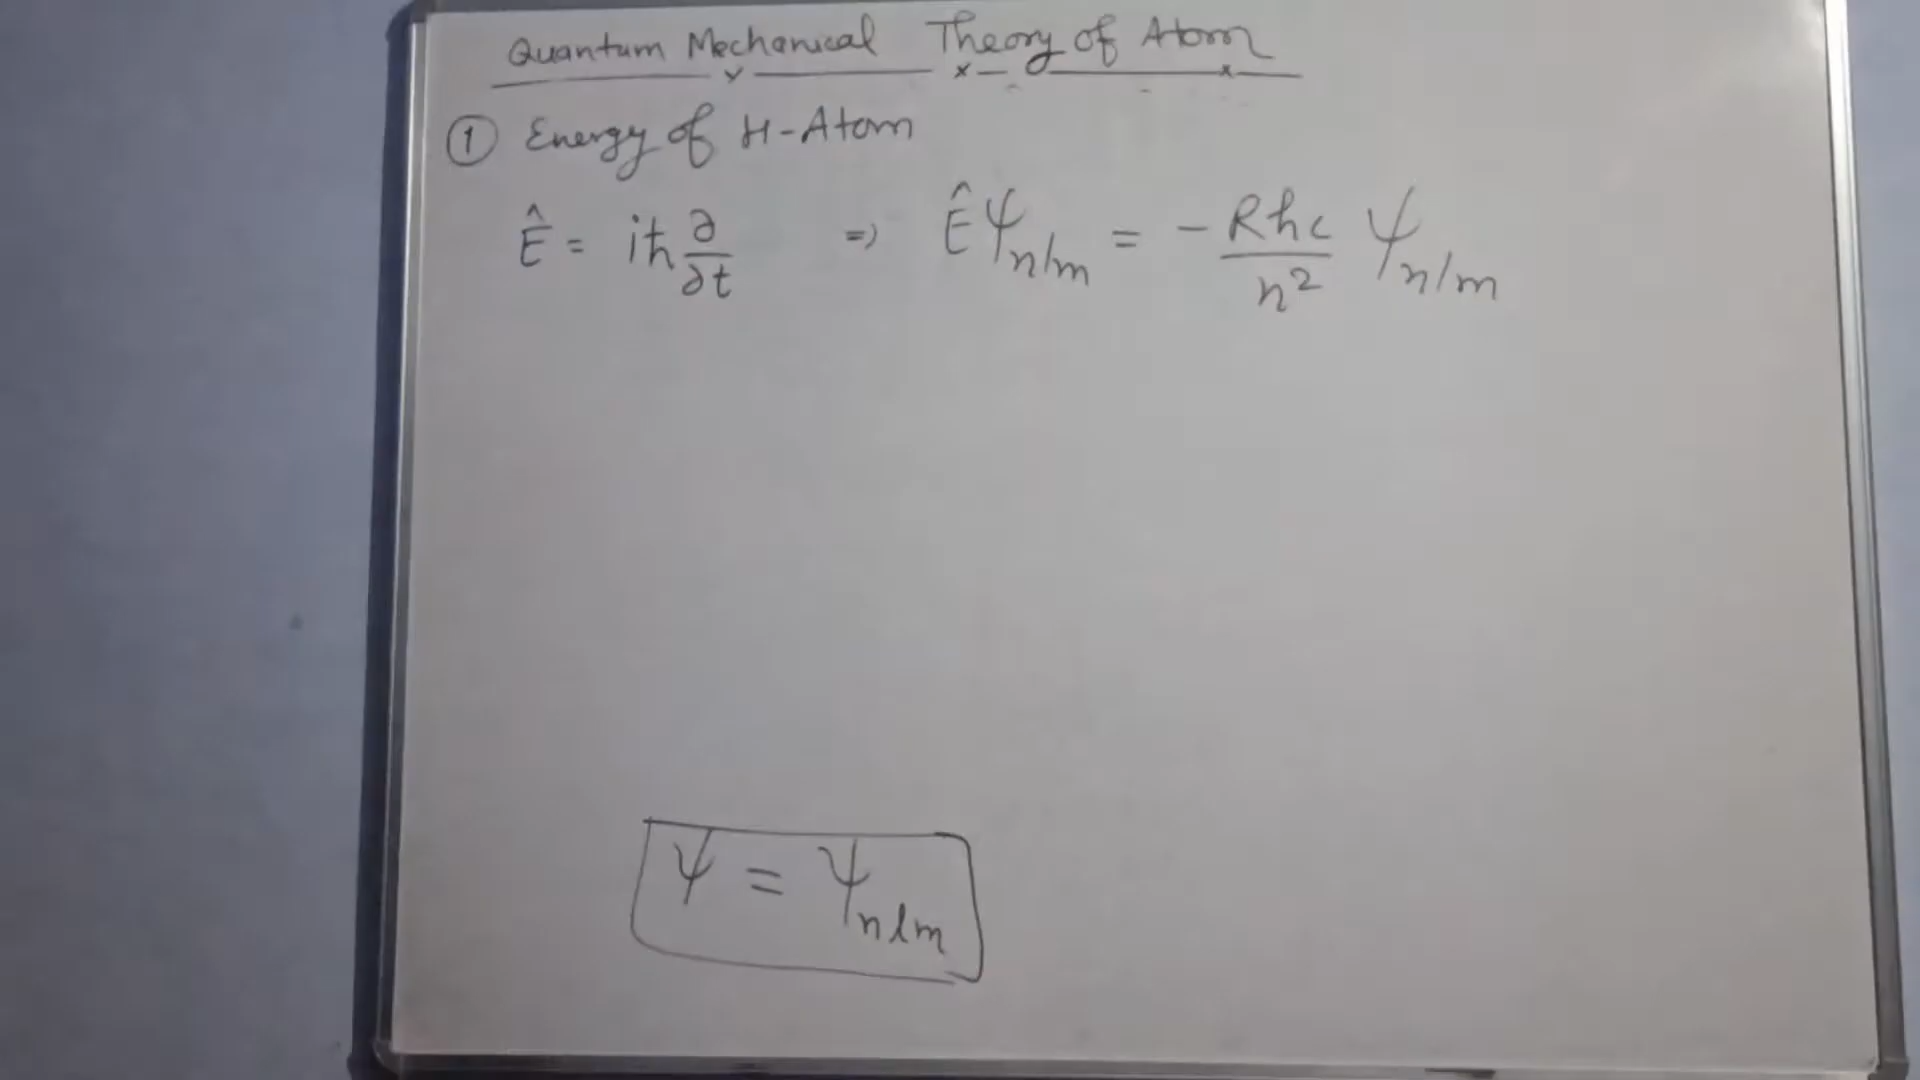 Quantum Mechanical Theory of Atom
① Energy of H-Atom
Ê = iħ ∂/∂t ⇒ ÊΨnlm = -Rhc/n² Ψnlm
Ψ = Ψnlm